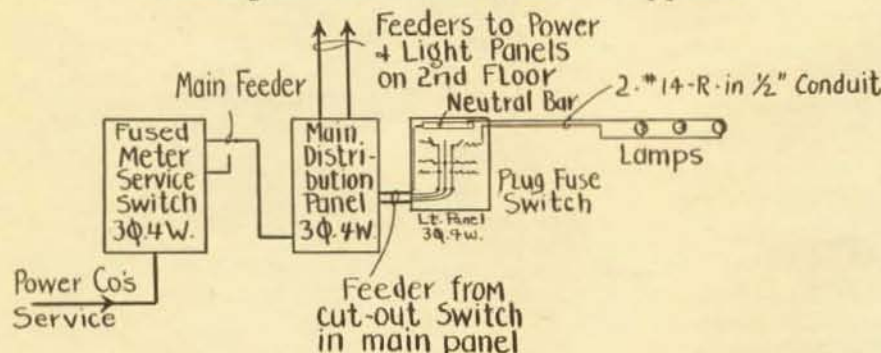 Feeders to Power
& Light Panels
on 2nd Floor
Main Feeder
Neutral Bar
2·#14-R·in ½" Conduit
Fused
Meter
Service
Switch
3ϕ.4W.
Main
Distri-
bution
Panel
3ϕ.4W.
Lamps
Plug Fuse
Switch
Lt. Panel
3ϕ.4W.
Power Co's
Service
Feeder from
cut-out Switch
in main panel